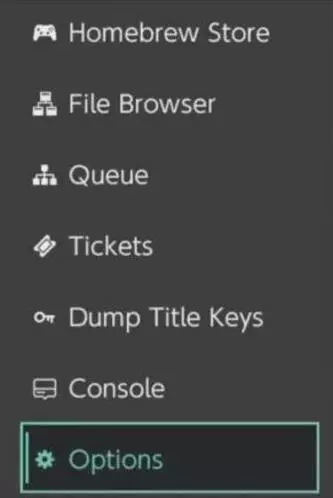 Homebrew Store
File Browser
Queue
Tickets
Dump Title Keys
Console
Options